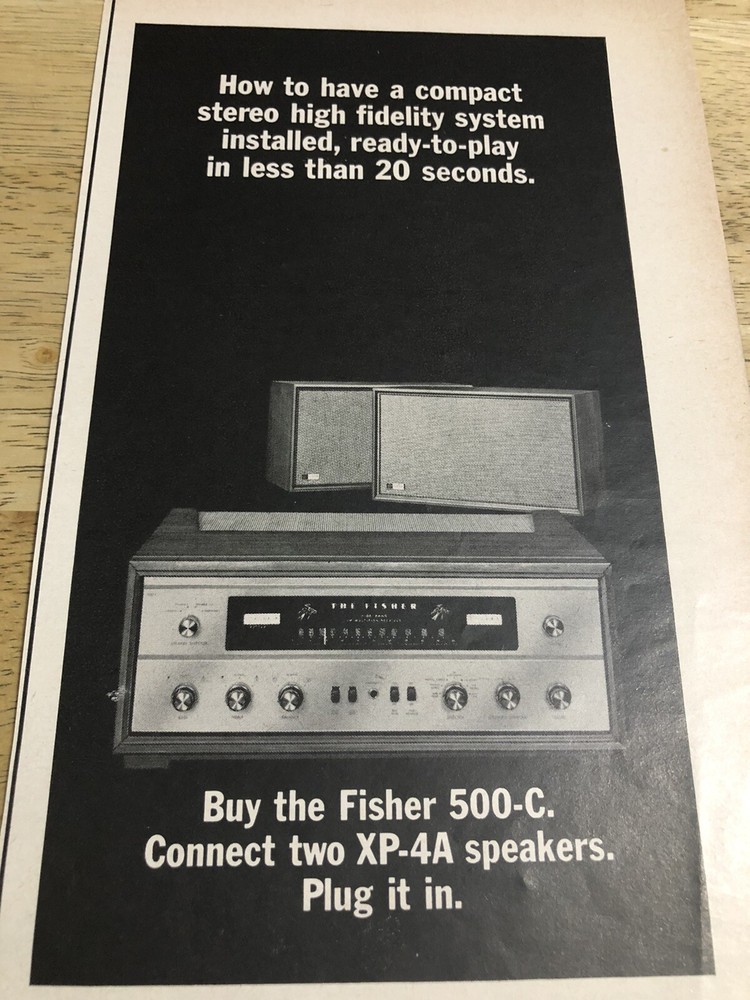 How to have a compact
stereo high fidelity system
installed, ready-to-play
in less than 20 seconds.
THE FISHER
Buy the Fisher 500-C.
Connect two XP-4A speakers.
Plug it in.